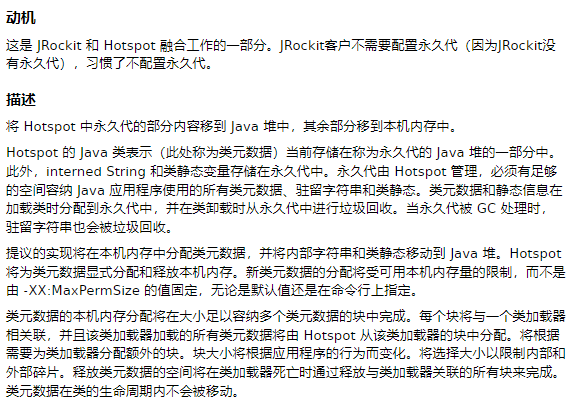 动机
这是 JRockit 和 Hotspot 融合工作的一部分。JRockit客户不需要配置永久代（因为JRockit没
有永久代），习惯了不配置永久代。
描述
将 Hotspot 中永久代的部分内容移到 Java 堆中，其余部分移到本机内存中。
Hotspot 的 Java 类表示（此处称为类元数据）当前存储在称为永久代的 Java 堆的一部分中。
此外，interned String 和类静态变量存储在永久代中。永久代由 Hotspot 管理，必须有足够
的空间容纳 Java 应用程序使用的所有类元数据、驻留字符串和类静态。类元数据和静态信息在
加载类时分配到永久代中，并在类卸载时从永久代中进行垃圾回收。当永久代被 GC 处理时，
驻留字符串也会被垃圾回收。
提议的实现将在本机内存中分配类元数据，并将内部字符串和类静态移动到 Java 堆。Hotspot
将为类元数据显式分配和释放本机内存。新类元数据的分配将受可用本机内存量的限制，而不是
由 -XX:MaxPermSize 的值固定，无论是默认值还是在命令行上指定。
类元数据的本机内存分配将在大小足以容纳多个类元数据的块中完成。每个块将与一个类加载器
相关联，并且该类加载器加载的所有类元数据将由 Hotspot 从该类加载器的块中分配。将根据
需要为类加载器分配额外的块。块大小将根据应用程序的行为而变化。将选择大小以限制内部和
外部碎片。释放类元数据的空间将在类加载器死亡时通过释放与类加载器关联的所有块来完成。
类元数据在类的生命周期内不会被移动。